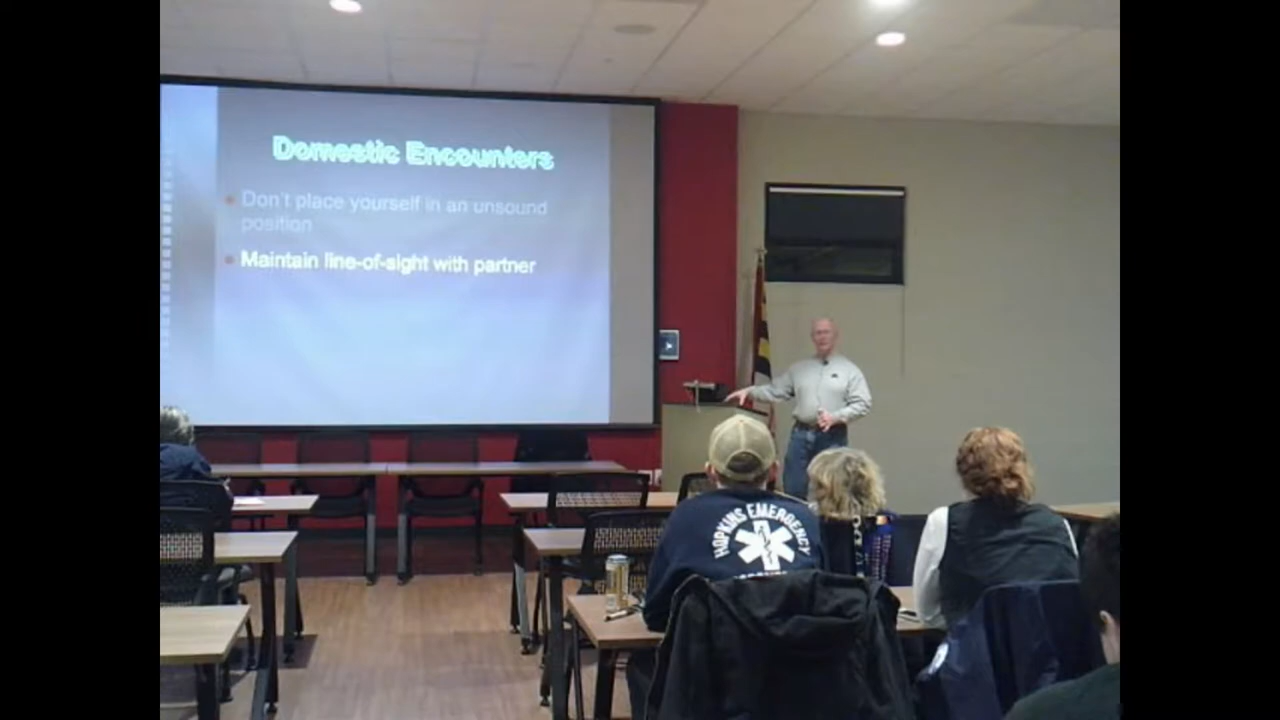 Domestic Encounters
Don't place yourself in an unsound
position
Maintain line-of-sight with partner
HOPKINS EMERGENCY